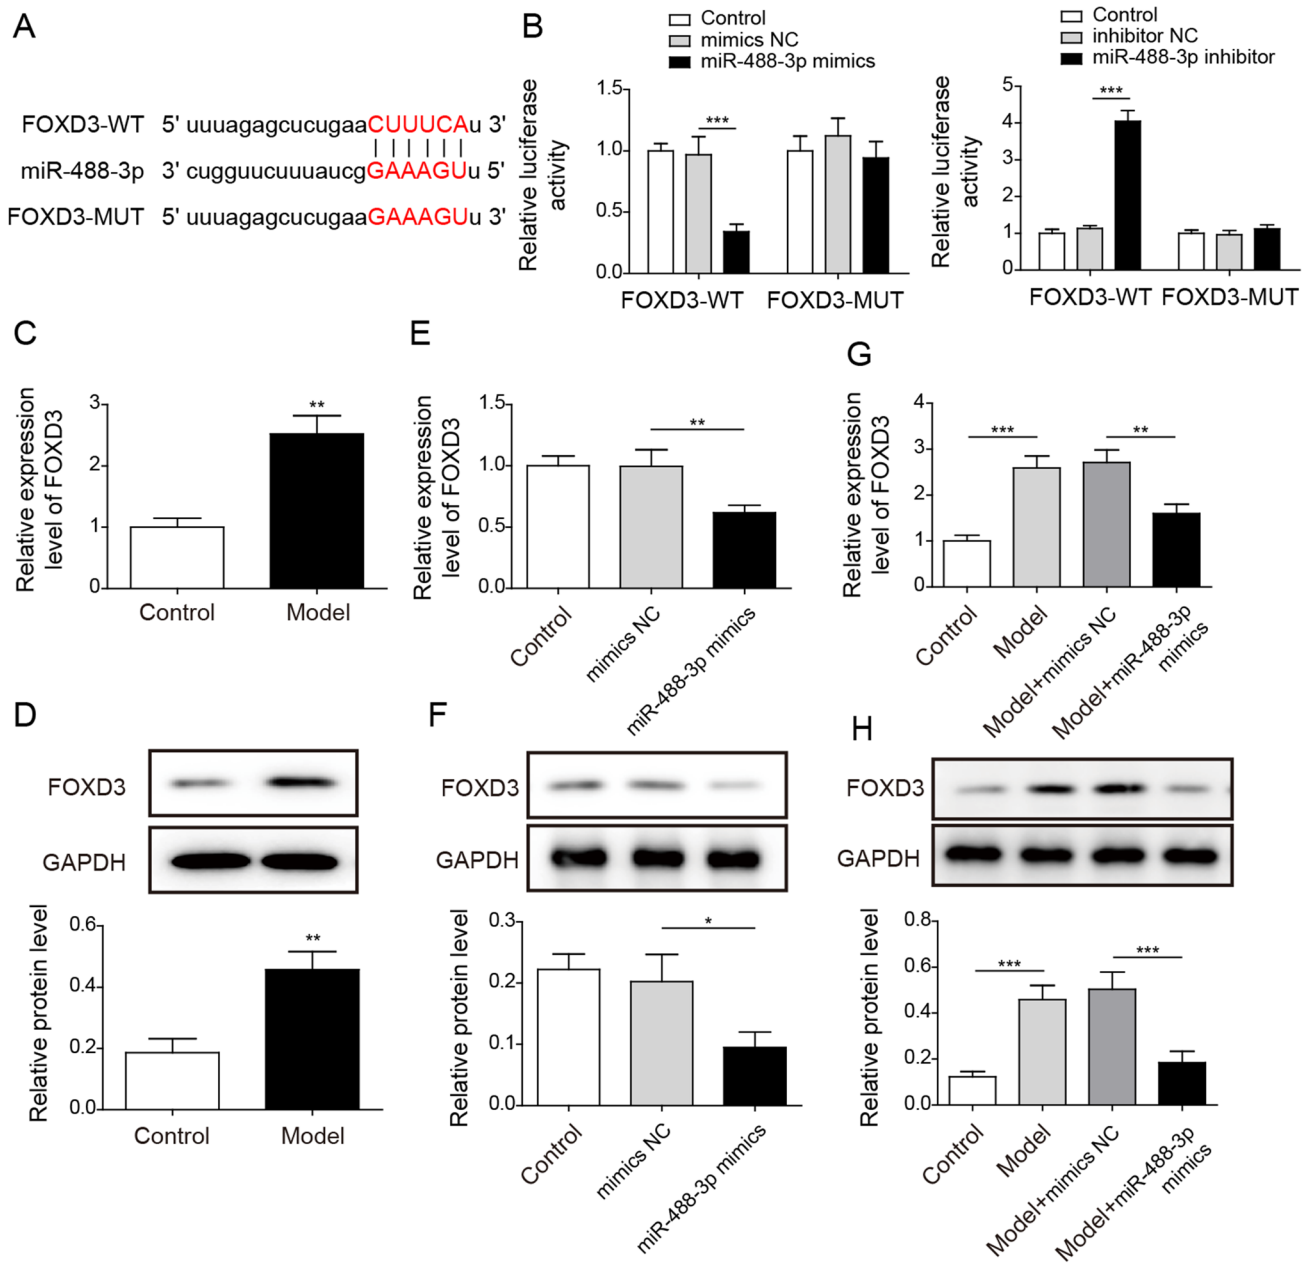 A
FOXD3-WT 5' uuuagagcucugaaCUUUCAu 3'
miR-488-3p 3' cugguucuuuaucgGAAAGUu 5'
FOXD3-MUT 5' uuuagagcucugaaGAAAGUu 3'
B
Control
mimics NC
miR-488-3p mimics
Relative luciferase
activity
1.5
1.0
0.5
0.0
***
FOXD3-WT FOXD3-MUT
Control
inhibitor NC
miR-488-3p inhibitor
Relative luciferase
activity
5
4
3
2
1
0
***
FOXD3-WT FOXD3-MUT
C
Relative expression
level of FOXD3
3
2
1
0
**
Control Model
E
Relative expression
level of FOXD3
1.5
1.0
0.5
0.0
**
Control
mimics NC
miR-488-3p mimics
G
Relative expression
level of FOXD3
4
3
2
1
0
***
**
Control
Model
Model+mimics NC
Model+miR-488-3p
mimics
D
FOXD3
GAPDH
Relative protein level
0.6
0.4
0.2
0.0
**
Control Model
F
FOXD3
GAPDH
Relative protein level
0.3
0.2
0.1
0.0
*
Control
mimics NC
miR-488-3p mimics
H
FOXD3
GAPDH
Relative protein level
0.8
0.6
0.4
0.2
0.0
***
***
Control
Model
Model+mimics NC
Model+miR-488-3p
mimics